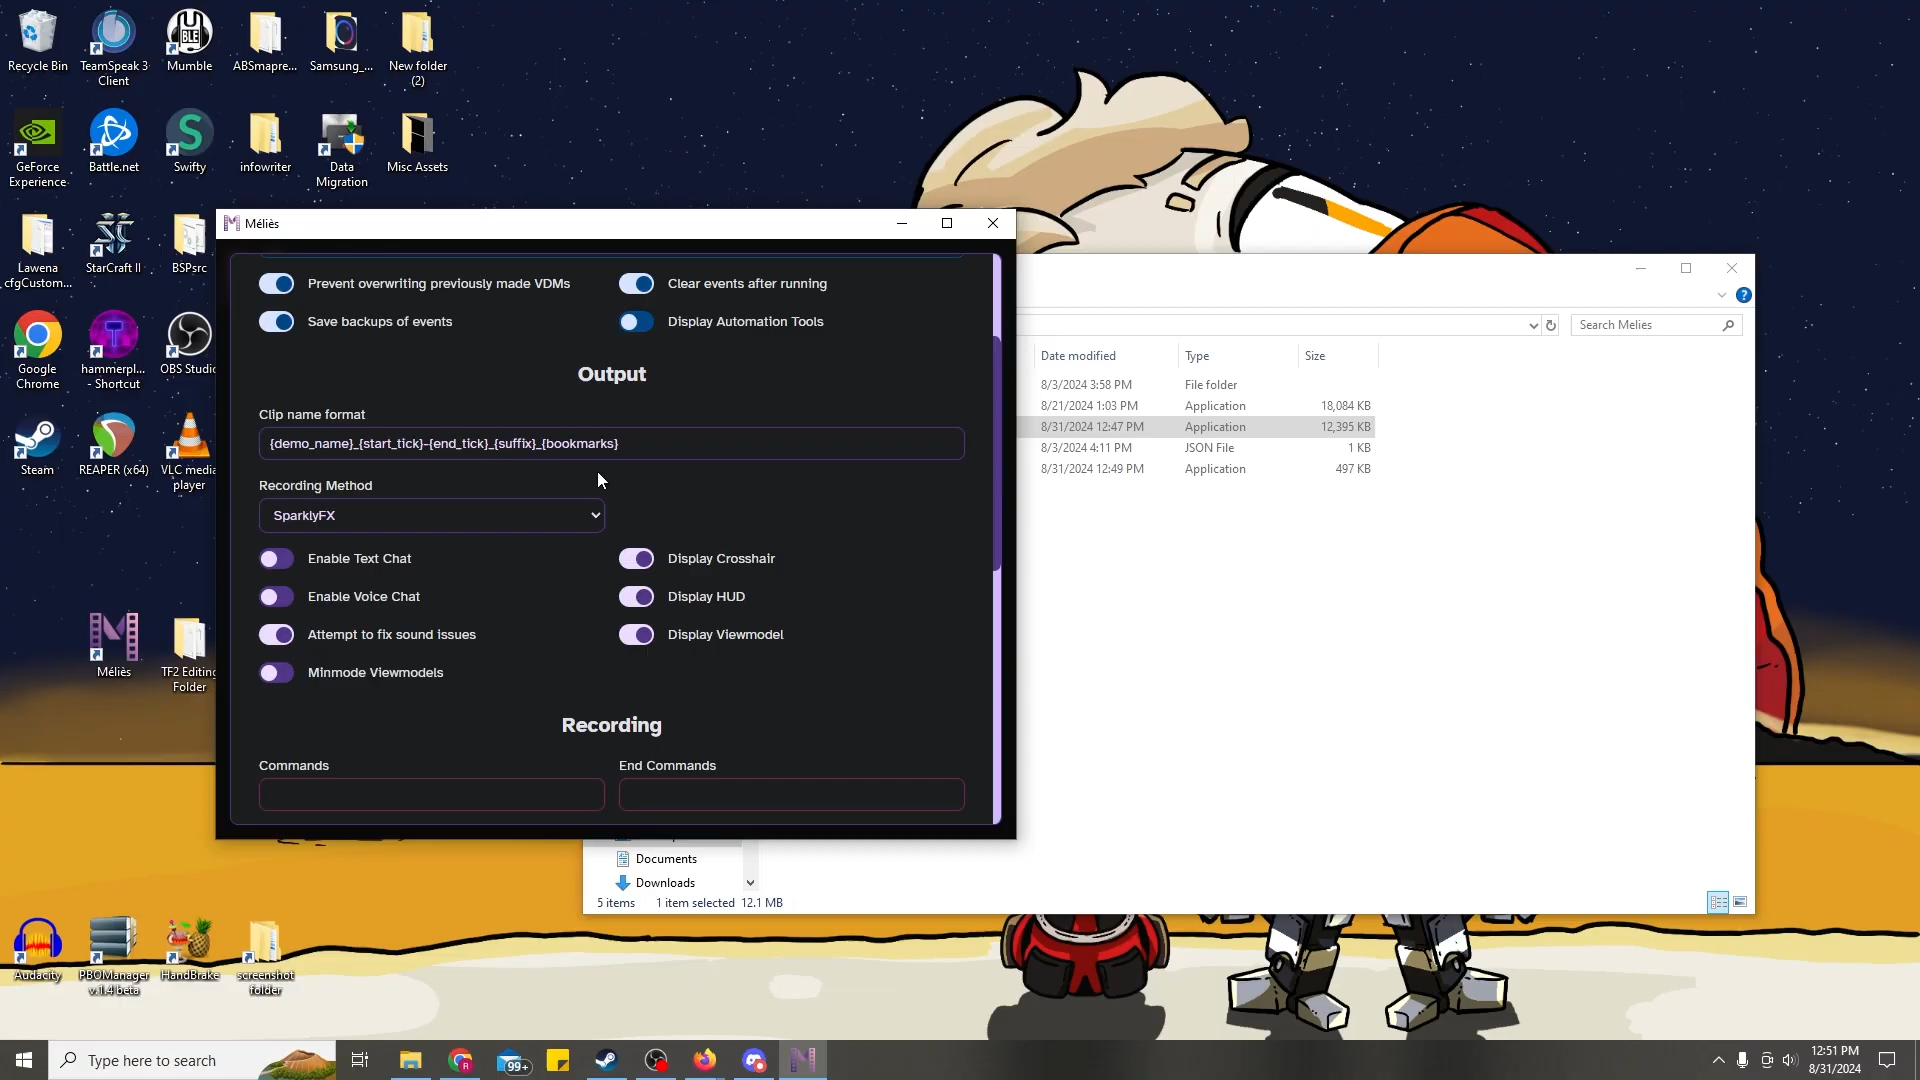 Recycle Bin
TeamSpeak 3
Client
Mumble
ABSmapre...
Samsung_...
New folder
(2)
GeForce
Experience
Battle.net
Swifty
infowriter
Data
Migration
Misc Assets
Lawena
cfgCustom...
StarCraft II
BSPsrc
Google
Chrome
hammerpl...
- Shortcut
OBS Studio
Steam
REAPER (x64)
VLC media
player
Méliès
TF2 Editing
Folder
Audacity
PBOManager
v.1.4 beta
HandBrake
screenshot
folder
Méliès
Prevent overwriting previously made VDMs
Clear events after running
Save backups of events
Display Automation Tools
Output
Clip name format
{demo_name}_{start_tick}-{end_tick}_{suffix}_{bookmarks}
Recording Method
SparklyFX
Enable Text Chat
Display Crosshair
Enable Voice Chat
Display HUD
Attempt to fix sound issues
Display Viewmodel
Minmode Viewmodels
Recording
Commands
End Commands
Search Melies
Date modified
Type
Size
8/3/2024 3:58 PM
File folder
8/21/2024 1:03 PM
Application
18,084 KB
8/31/2024 12:47 PM
Application
12,395 KB
8/3/2024 4:11 PM
JSON File
1 KB
8/31/2024 12:49 PM
Application
497 KB
Documents
Downloads
5 items
1 item selected 12.1 MB
Type here to search
99+
12:51 PM
8/31/2024